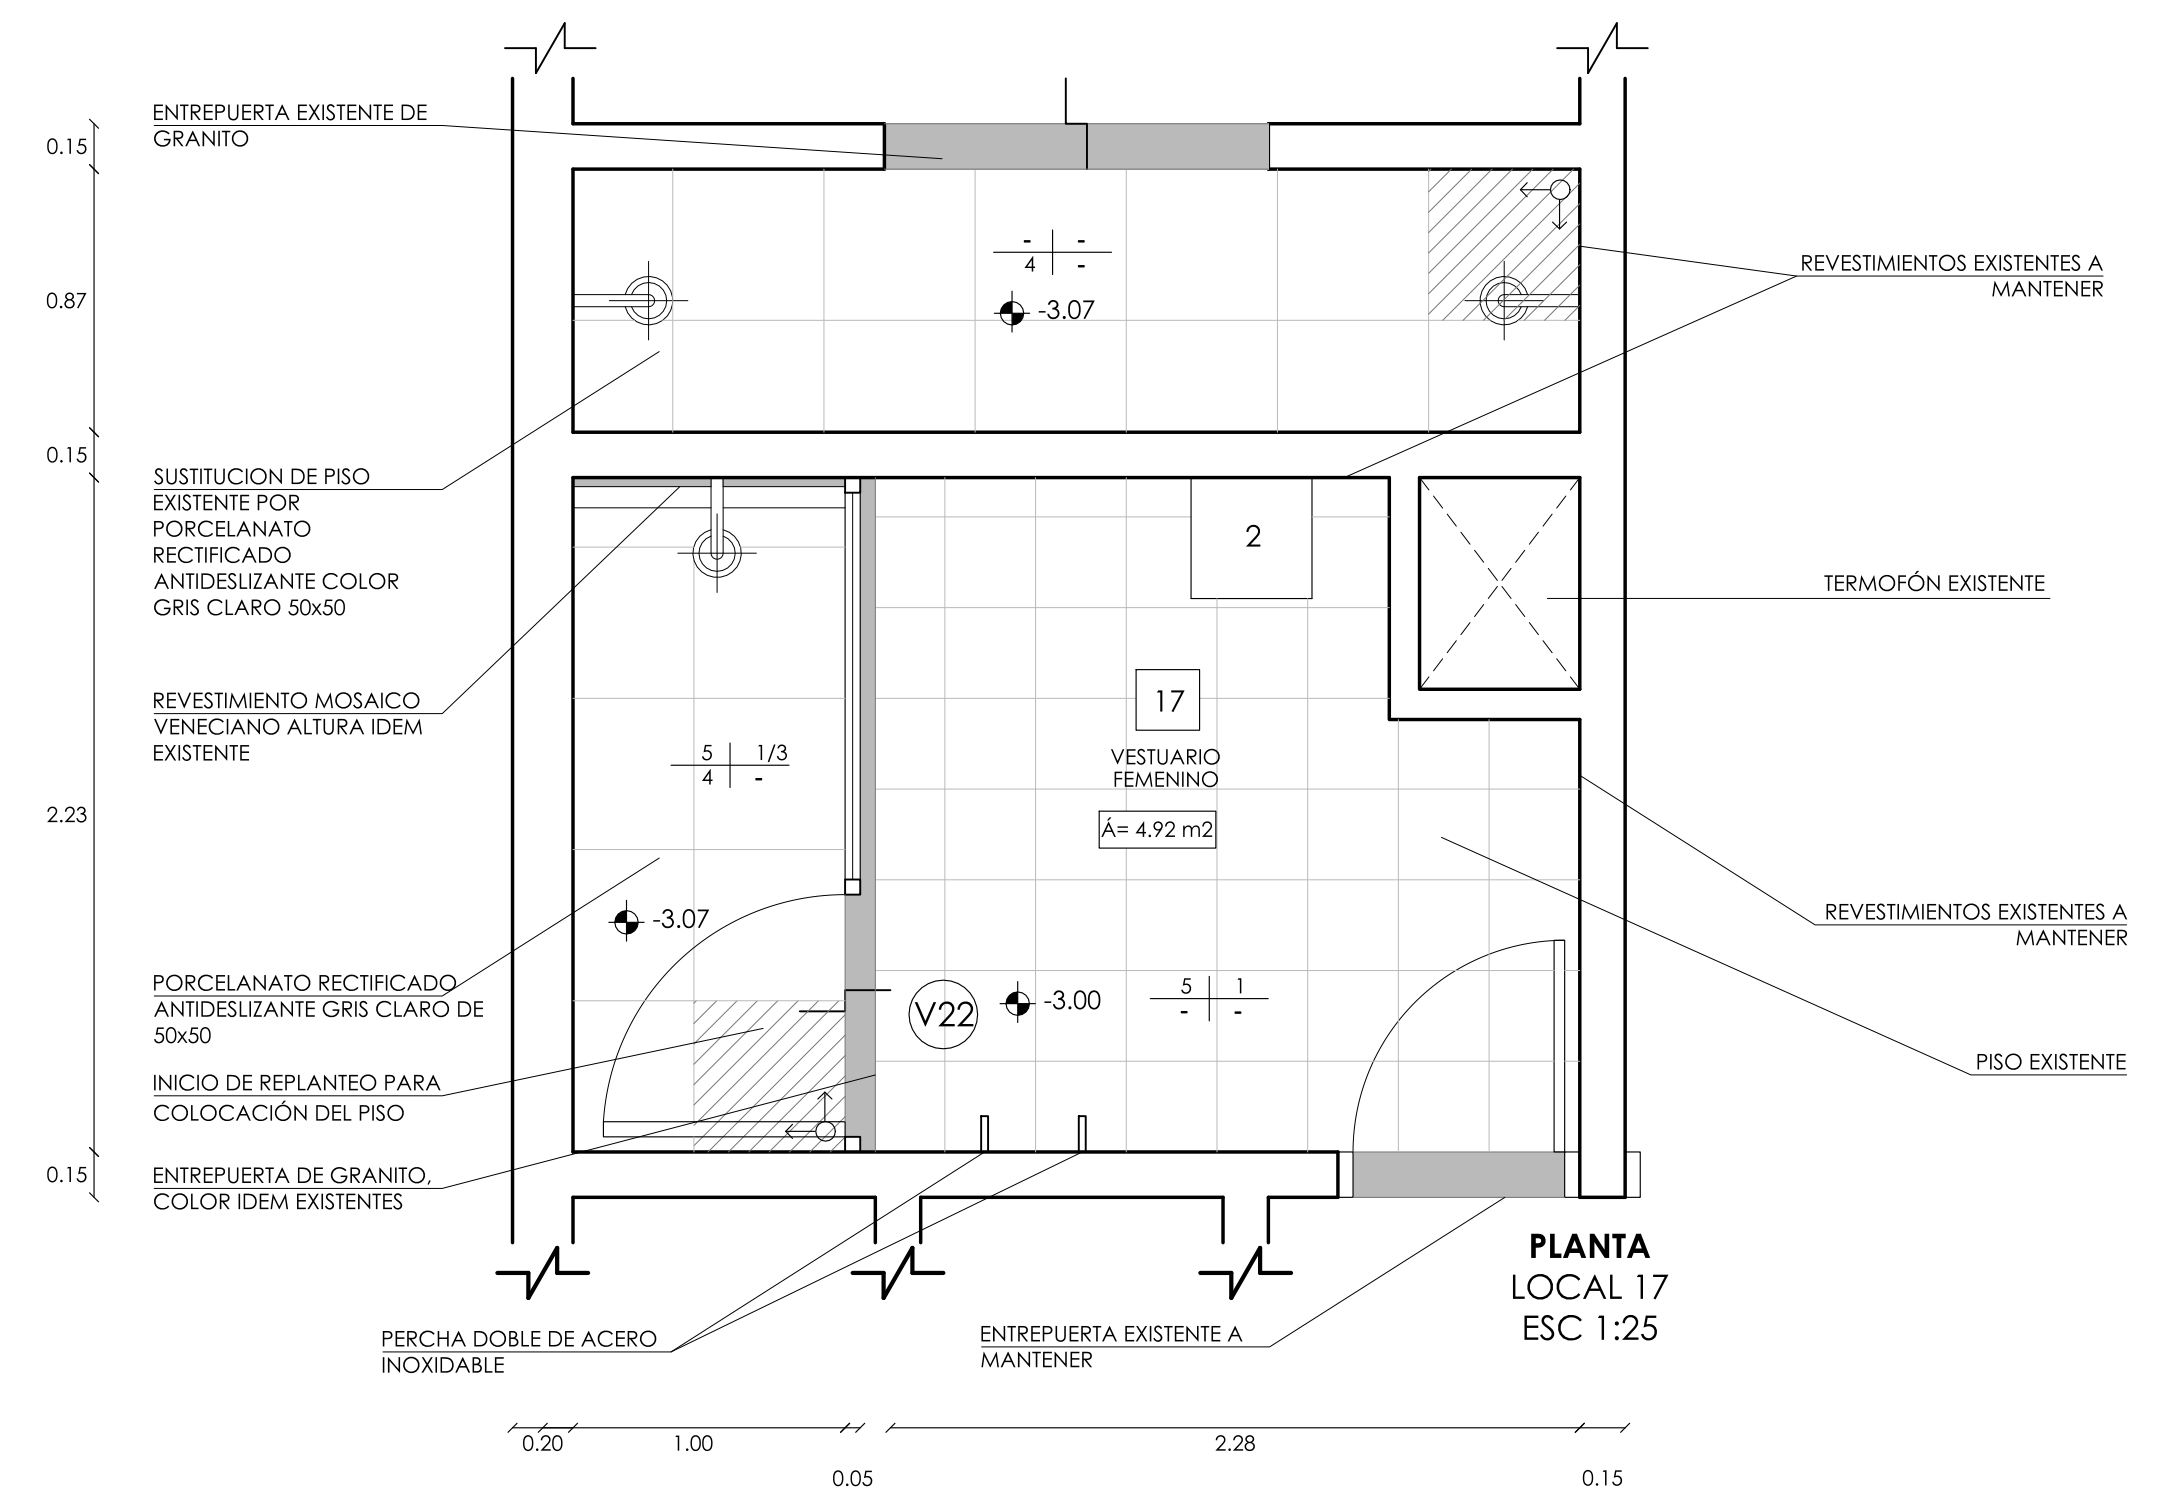 ENTREPUERTA EXISTENTE DE
GRANITO
0.15
0.87
0.15
2.23
0.15
- -
4 -
-3.07
REVESTIMIENTOS EXISTENTES A
MANTENER
SUSTITUCION DE PISO
EXISTENTE POR
PORCELANATO
RECTIFICADO
ANTIDESLIZANTE COLOR
GRIS CLARO 50x50
2
TERMOFÓN EXISTENTE
REVESTIMIENTO MOSAICO
VENECIANO ALTURA IDEM
EXISTENTE
17
VESTUARIO
FEMENINO
Á= 4.92 m2
5 1/3
4 -
-3.07
REVESTIMIENTOS EXISTENTES A
MANTENER
PORCELANATO RECTIFICADO
ANTIDESLIZANTE GRIS CLARO DE
50x50
V22
-3.00
5 1
- -
PISO EXISTENTE
INICIO DE REPLANTEO PARA
COLOCACIÓN DEL PISO
ENTREPUERTA DE GRANITO,
COLOR IDEM EXISTENTES
PLANTA
LOCAL 17
ESC 1:25
PERCHA DOBLE DE ACERO
INOXIDABLE
ENTREPUERTA EXISTENTE A
MANTENER
0.20
1.00
0.05
2.28
0.15